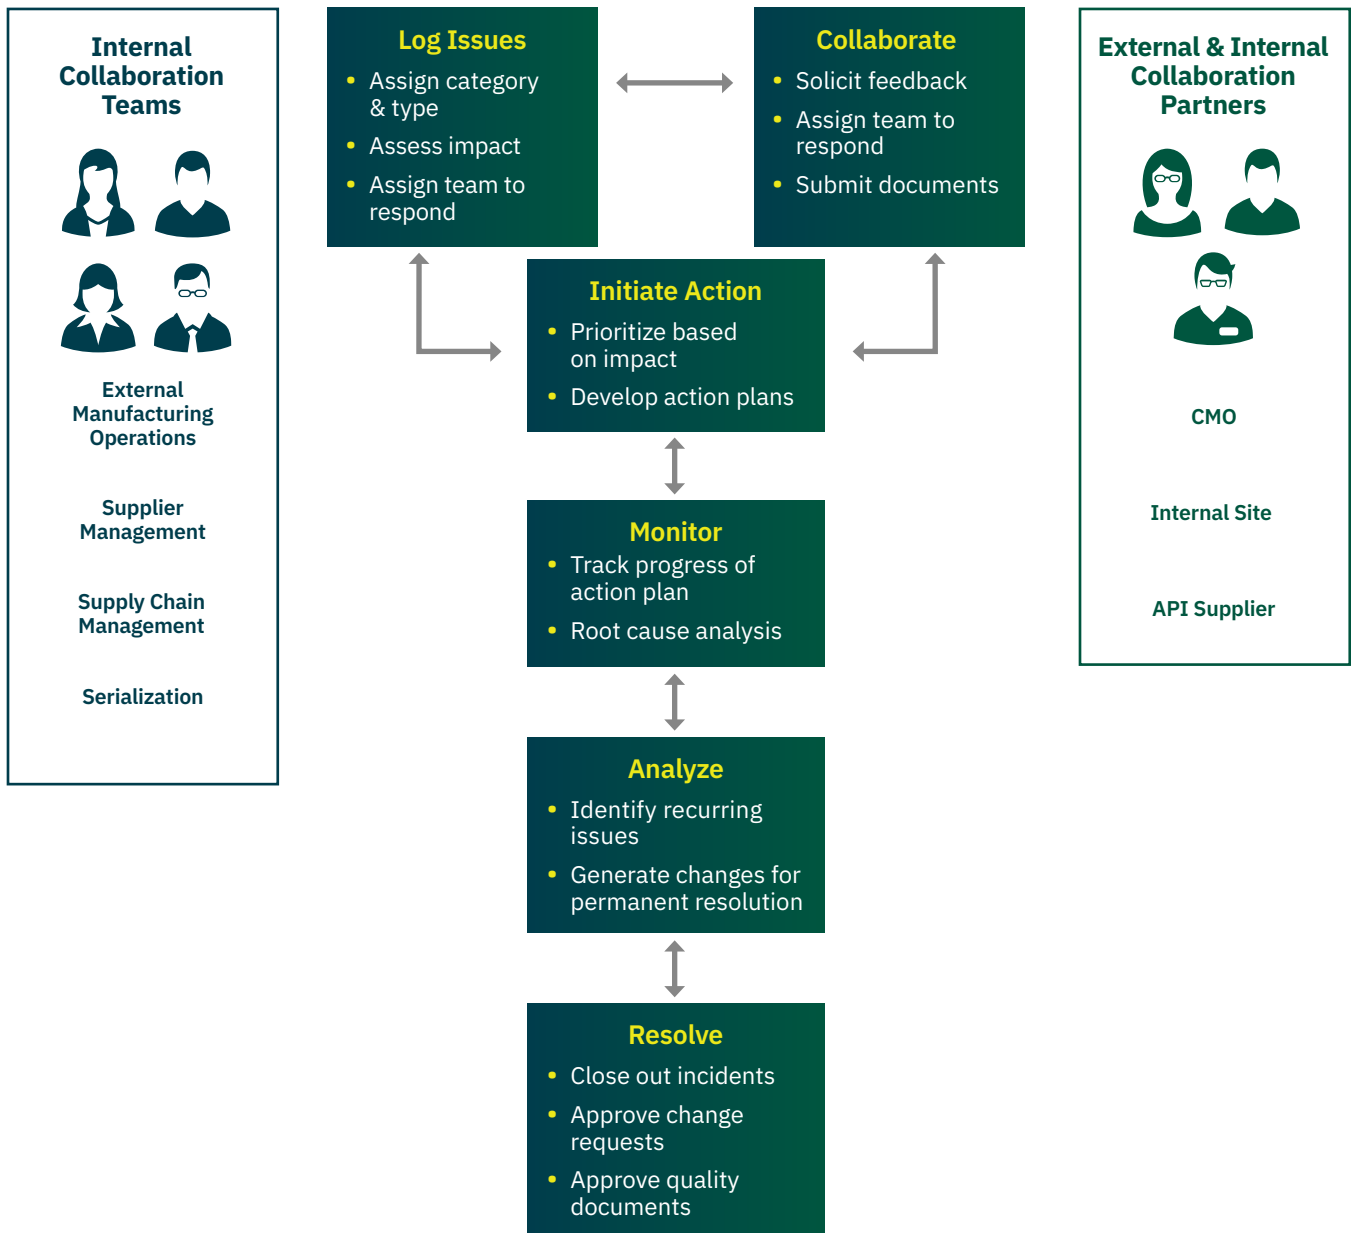 Internal
Collaboration
Teams
External
Manufacturing
Operations
Supplier
Management
Supply Chain
Management
Serialization
Log Issues
• Assign category
& type
• Assess impact
• Assign team to
respond
Collaborate
• Solicit feedback
• Assign team to
respond
• Submit documents
Initiate Action
• Prioritize based
on impact
• Develop action plans
Monitor
• Track progress of
action plan
• Root cause analysis
Analyze
• Identify recurring
issues
• Generate changes for
permanent resolution
Resolve
• Close out incidents
• Approve change
requests
• Approve quality
documents
External & Internal
Collaboration
Partners
CMO
Internal Site
API Supplier